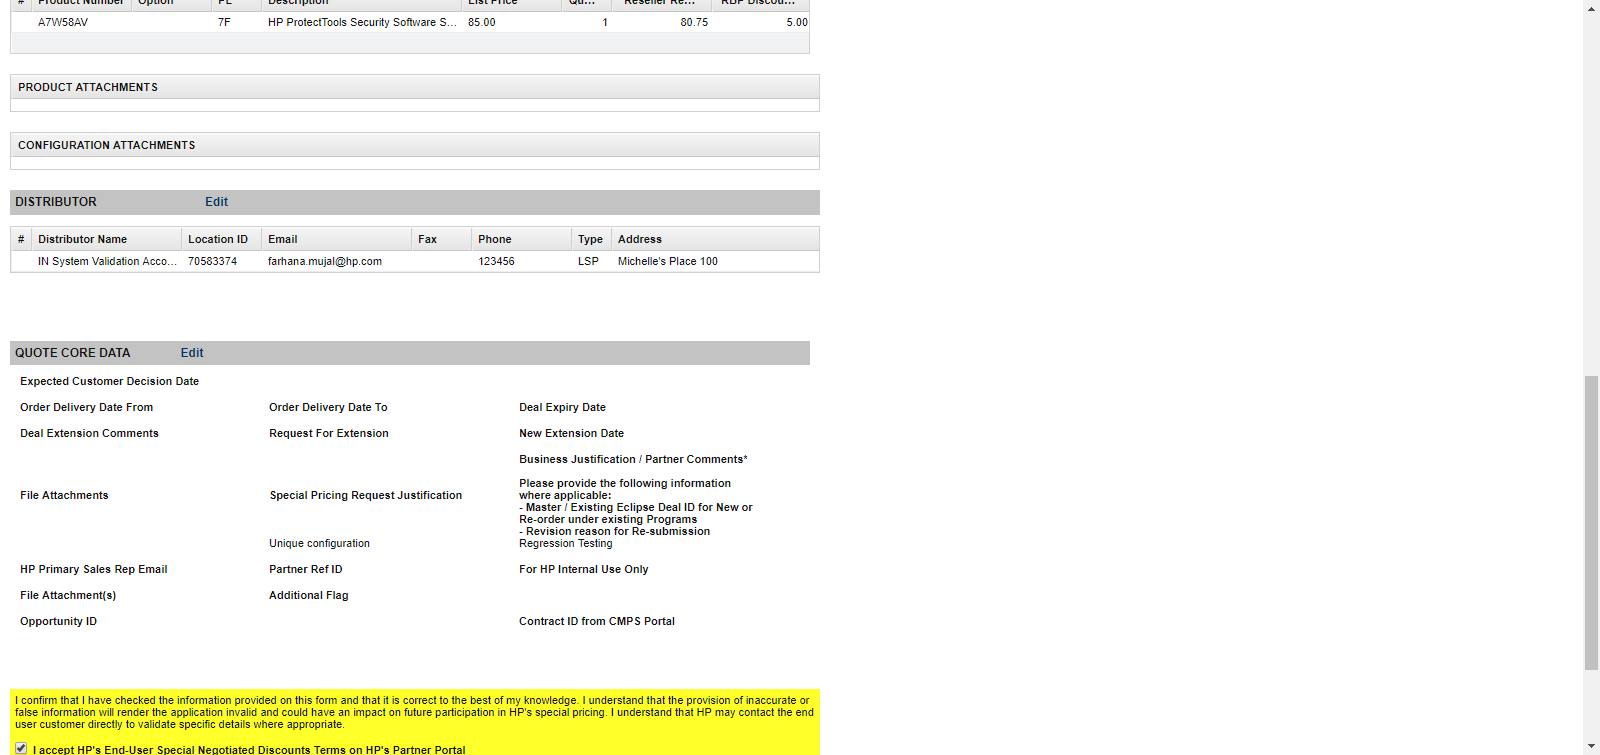 # Product Number Option PL Description List Price Qu... Reseller Re... RBP Discou...
A7W58AV 7F HP ProtectTools Security Software S... 85.00 1 80.75 5.00
PRODUCT ATTACHMENTS
CONFIGURATION ATTACHMENTS
DISTRIBUTOR Edit
# Distributor Name Location ID Email Fax Phone Type Address
IN System Validation Acco... 70583374 farhana.mujal@hp.com 123456 LSP Michelle's Place 100
QUOTE CORE DATA Edit
Expected Customer Decision Date
Order Delivery Date From Order Delivery Date To Deal Expiry Date
Deal Extension Comments Request For Extension New Extension Date
Business Justification / Partner Comments*
Please provide the following information
File Attachments Special Pricing Request Justification where applicable:
- Master / Existing Eclipse Deal ID for New or
Re-order under existing Programs
- Revision reason for Re-submission
Unique configuration Regression Testing
HP Primary Sales Rep Email Partner Ref ID For HP Internal Use Only
File Attachment(s) Additional Flag
Opportunity ID Contract ID from CMPS Portal
I confirm that I have checked the information provided on this form and that it is correct to the best of my knowledge. I understand that the provision of inaccurate or
false information will render the application invalid and could have an impact on future participation in HP's special pricing. I understand that HP may contact the end
user customer directly to validate specific details where appropriate.
I accept HP's End-User Special Negotiated Discounts Terms on HP's Partner Portal